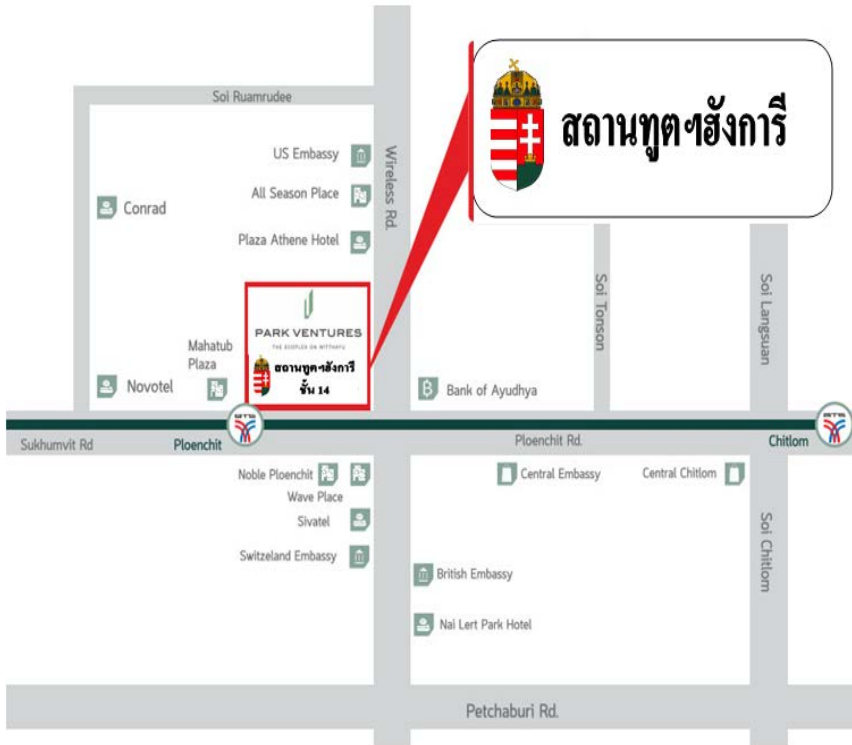 สถานทูตฯฮังการี
Soi Ruamrudee
US Embassy
Wireless Rd.
All Season Place
Conrad
Plaza Athene Hotel
Soi Tonson
Soi Langsuan
PARK VENTURES
THE ECOPLEX ON WITTHAYU
สถานทูตฯฮังการี
ชั้น 14
Mahatub
Plaza
Novotel
Bank of Ayudhya
BTS
BTS
Sukhumvit Rd
Ploenchit
Ploenchit Rd.
Chitlom
Noble Ploenchit
Wave Place
Central Embassy
Central Chitlom
Sivatel
Soi Chitlom
Switzeland Embassy
British Embassy
Nai Lert Park Hotel
Petchaburi Rd.